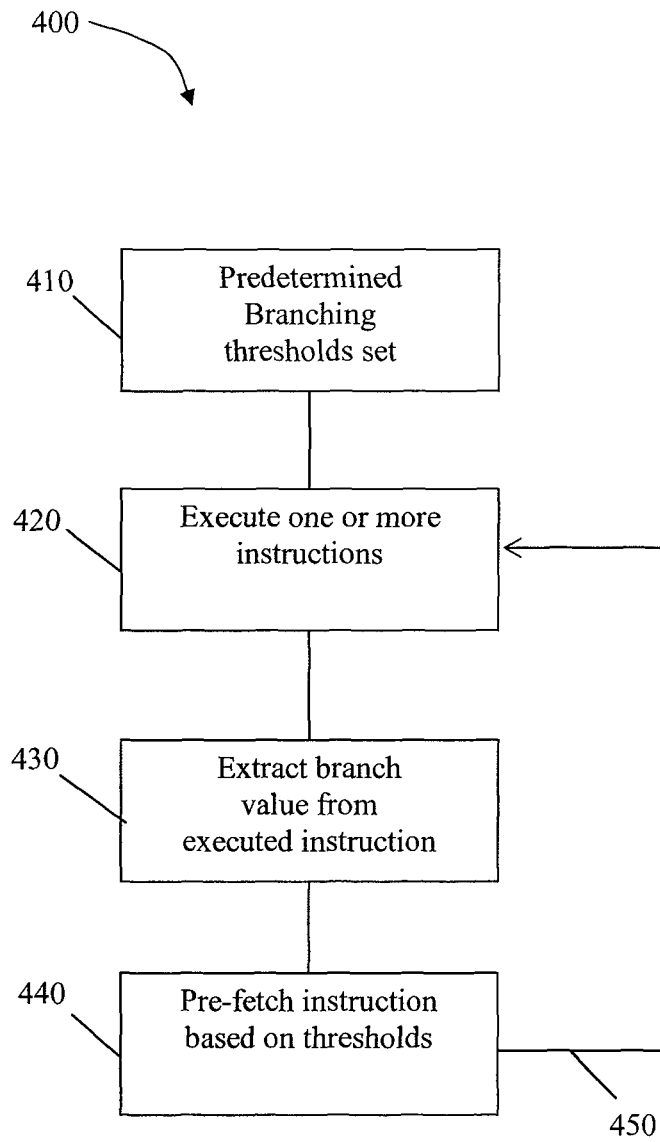 400
410
Predetermined
Branching
thresholds set
420
Execute one or more
instructions
430
Extract branch
value from
executed instruction
440
Pre-fetch instruction
based on thresholds
450